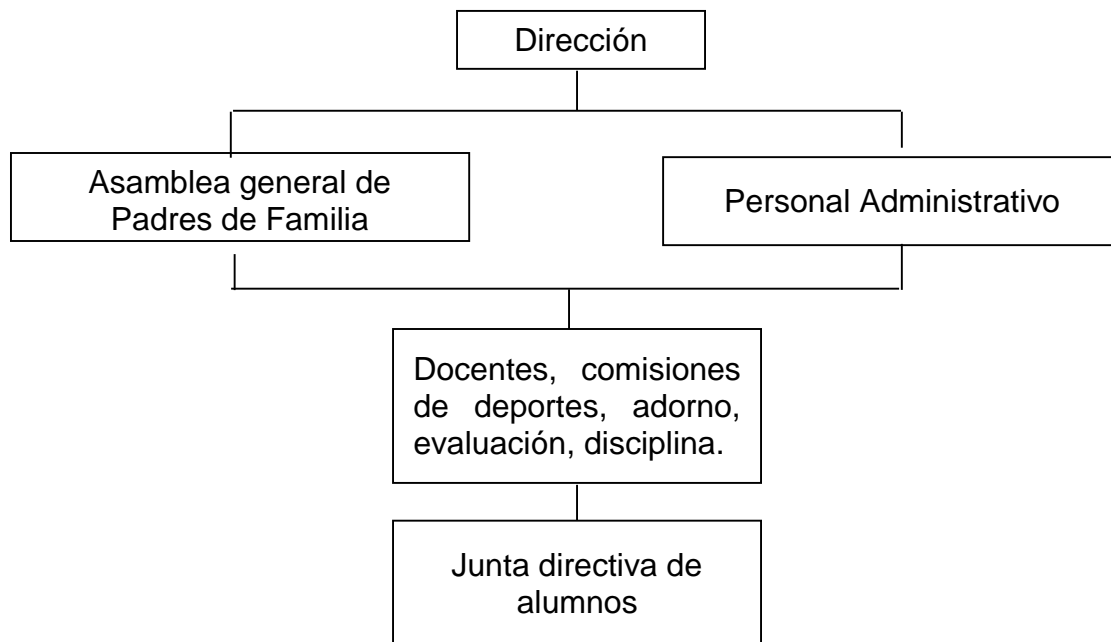 Dirección
Asamblea general de
Padres de Familia
Personal Administrativo
Docentes, comisiones
de deportes, adorno,
evaluación, disciplina.
Junta directiva de
alumnos